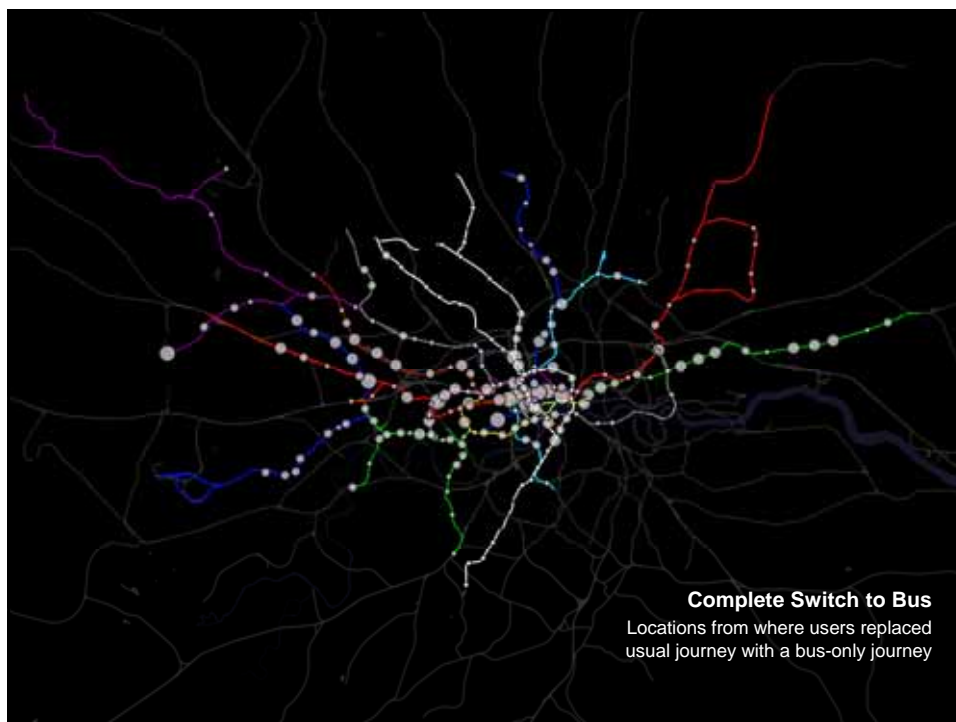 Complete Switch to Bus
Locations from where users replaced
usual journey with a bus-only journey